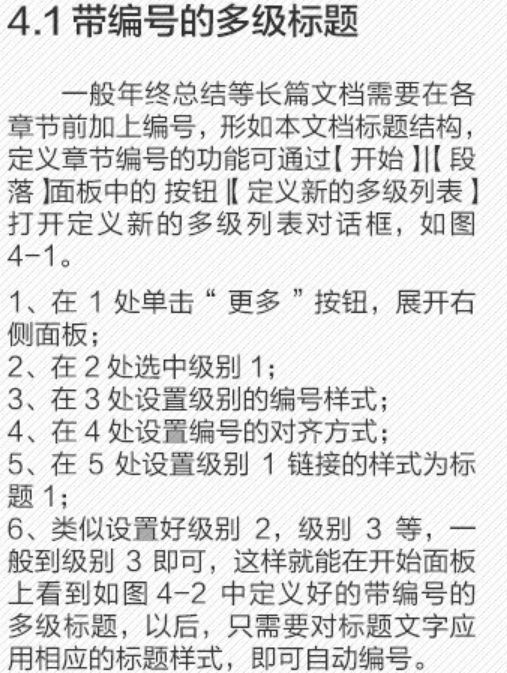 4.1 带编号的多级标题
一般年终总结等长篇文档需要在各
章节前加上编号，形如本文档标题结构，
定义章节编号的功能可通过【开始】||【段
落】面板中的 按钮||【定义新的多级列表】
打开定义新的多级列表对话框，如图
4-1。
1、在 1 处单击“更多”按钮，展开右
侧面板；
2、在 2 处选中级别 1；
3、在 3 处设置级别的编号样式；
4、在 4 处设置编号的对齐方式；
5、在 5 处设置级别 1 链接的样式为标
题 1；
6、类似设置好级别 2，级别 3 等，一
般到级别 3 即可，这样就能在开始面板
上看到如图 4-2 中定义好的带编号的
多级标题，以后，只需要对标题文字应
用相应的标题样式，即可自动编号。